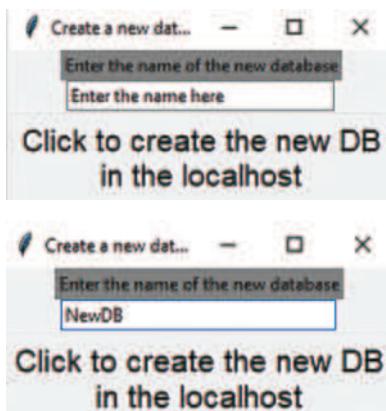 Create a new dat...
Enter the name of the new database
Enter the name here
Click to create the new DB
in the localhost
Create a new dat...
Enter the name of the new database
NewDB
Click to create the new DB
in the localhost